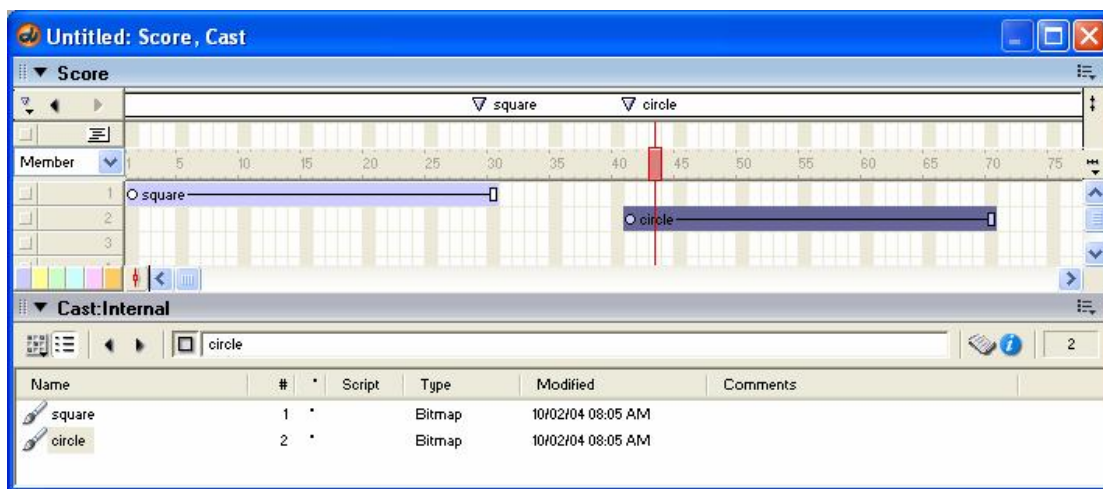 Untitled: Score, Cast
Score
square circle
Member 1 5 10 15 20 25 30 35 40 45 50 55 60 65 70 75
1 square
2 circle
3
Cast:Internal
circle 2
Name # Script Type Modified Comments
square 1 Bitmap 10/02/04 08:05 AM
circle 2 Bitmap 10/02/04 08:05 AM